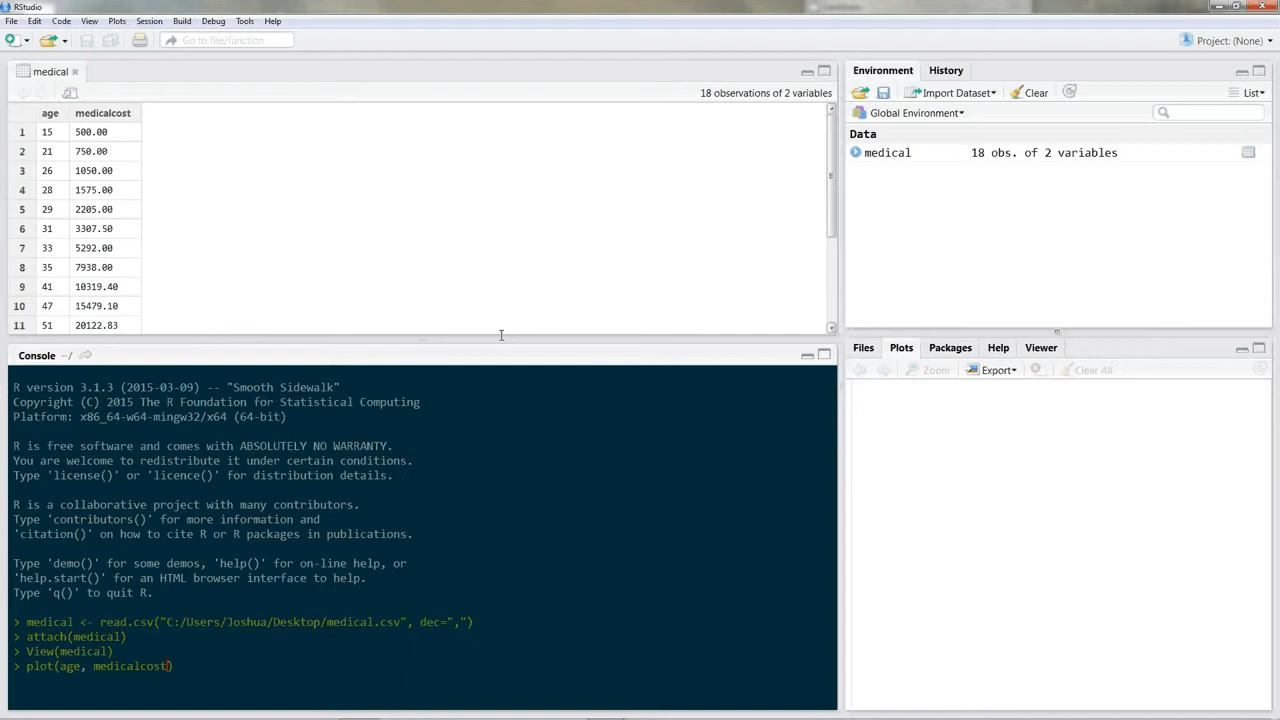 RStudio
File Edit Code View Plots Session Build Debug Tools Help
Go to file/function Project: (None)
medical
18 observations of 2 variables
age medicalcost
1 15 500.00
2 21 750.00
3 26 1050.00
4 28 1575.00
5 29 2205.00
6 31 3307.50
7 33 5292.00
8 35 7938.00
9 41 10319.40
10 47 15479.10
11 51 20122.83
Console ~/
R version 3.1.3 (2015-03-09) -- "Smooth Sidewalk"
Copyright (C) 2015 The R Foundation for Statistical Computing
Platform: x86_64-w64-mingw32/x64 (64-bit)
R is free software and comes with ABSOLUTELY NO WARRANTY.
You are welcome to redistribute it under certain conditions.
Type 'license()' or 'licence()' for distribution details.
R is a collaborative project with many contributors.
Type 'contributors()' for more information and
'citation()' on how to cite R or R packages in publications.
Type 'demo()' for some demos, 'help()' for on-line help, or
'help.start()' for an HTML browser interface to help.
Type 'q()' to quit R.
> medical <- read.csv("C:/Users/Joshua/Desktop/medical.csv", dec=",")
> attach(medical)
> View(medical)
> plot(age, medicalcost)
Environment History
Import Dataset Clear List
Global Environment
Data
medical 18 obs. of 2 variables
Files Plots Packages Help Viewer
Zoom Export Clear All